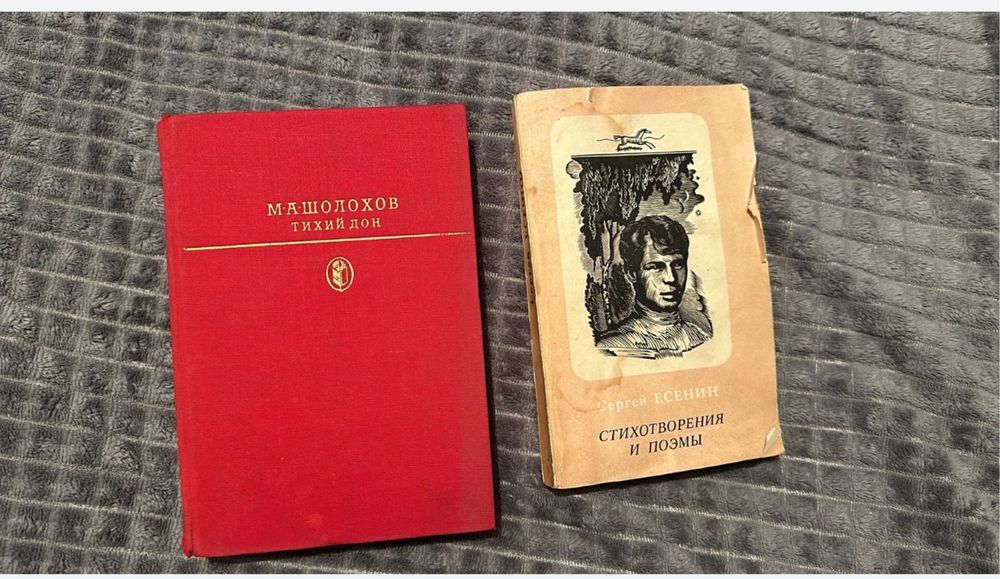 М·А·ШОЛОХОВ
ТИХИЙ ДОН
Сергей ЕСЕНИН
СТИХОТВОРЕНИЯ
И ПОЭМЫ